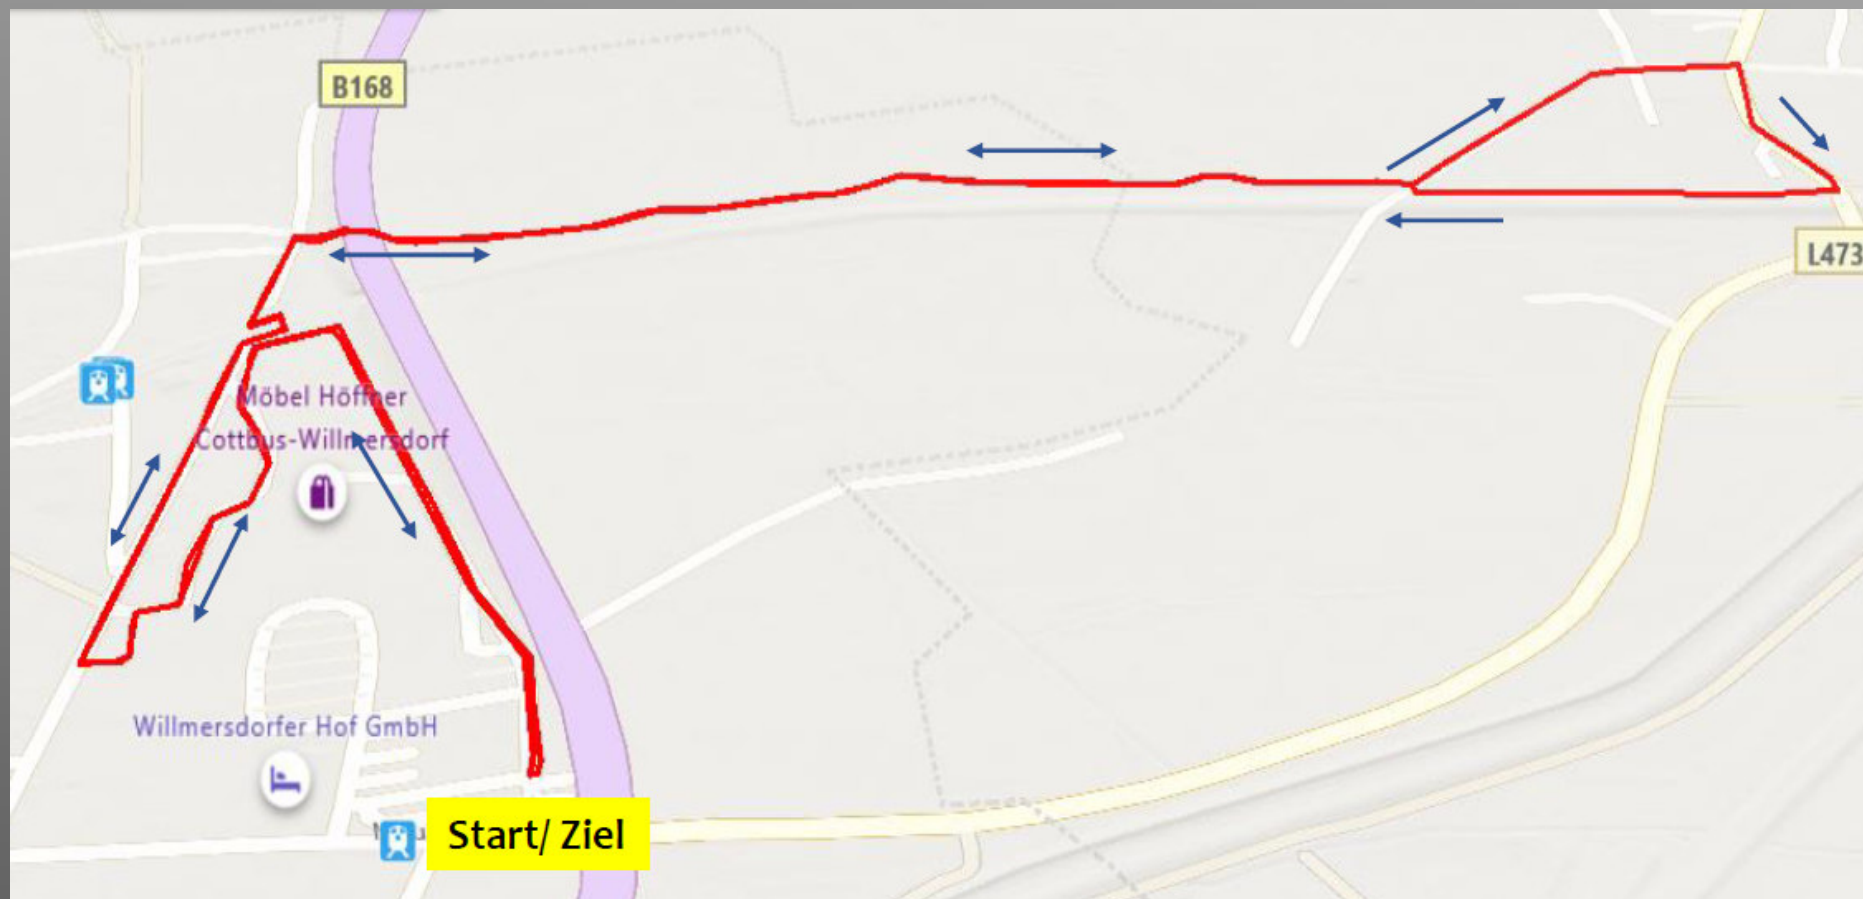 B168
L473
Möbel Höffner
Cottbus-Willmersdorf
Willmersdorfer Hof GmbH
Start/ Ziel